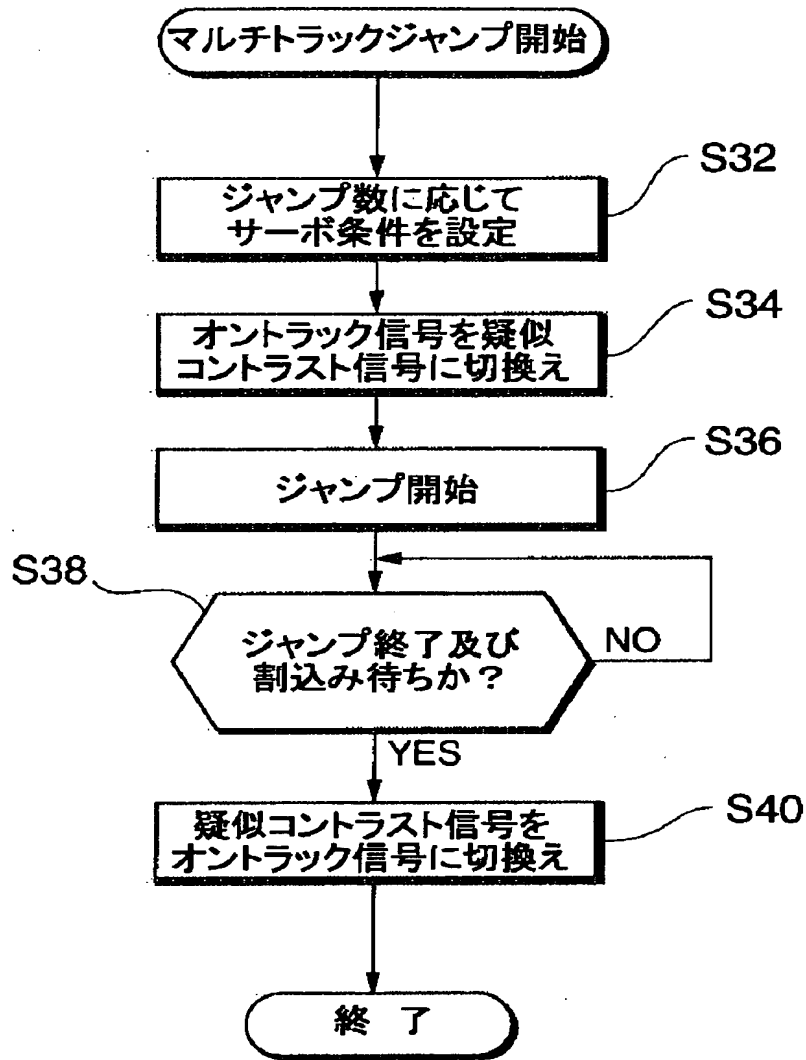 マルチトラックジャンプ開始
S32
ジャンプ数に応じて
サーボ条件を設定
S34
オントラック信号を疑似
コントラスト信号に切換え
S36
ジャンプ開始
S38
ジャンプ終了及び
割込み待ちか?
NO
YES
S40
疑似コントラスト信号を
オントラック信号に切換え
終 了